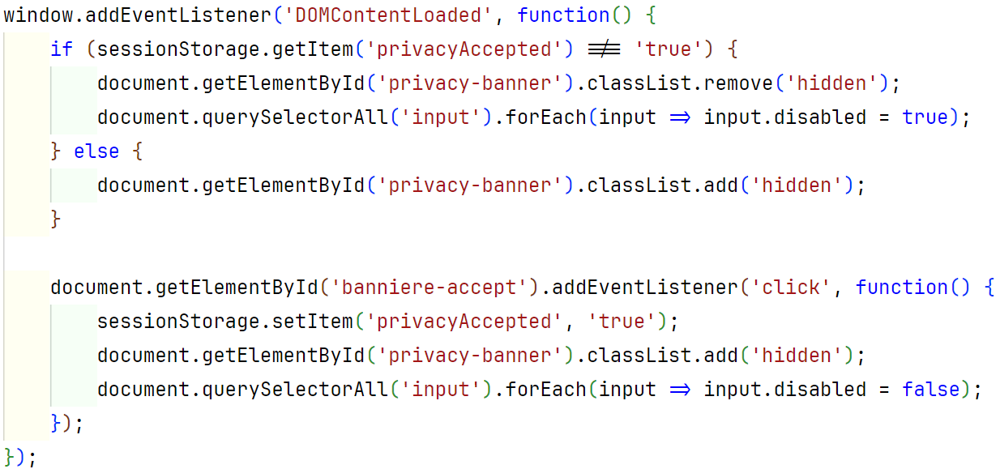 window.addEventListener('DOMContentLoaded', function() {
    if (sessionStorage.getItem('privacyAccepted') !== 'true') {
        document.getElementById('privacy-banner').classList.remove('hidden');
        document.querySelectorAll('input').forEach(input => input.disabled = true);
    } else {
        document.getElementById('privacy-banner').classList.add('hidden');
    }

    document.getElementById('banniere-accept').addEventListener('click', function() {
        sessionStorage.setItem('privacyAccepted', 'true');
        document.getElementById('privacy-banner').classList.add('hidden');
        document.querySelectorAll('input').forEach(input => input.disabled = false);
    });
});